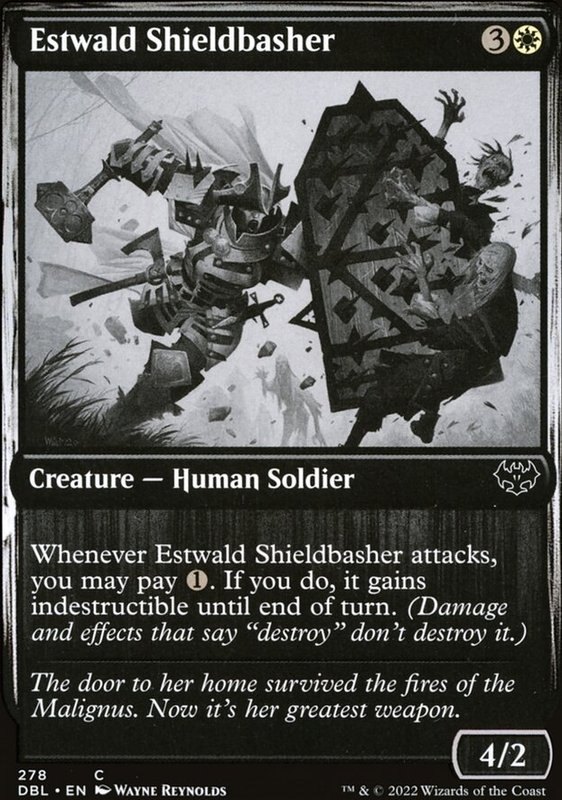 Estwald Shieldbasher 3
Creature — Human Soldier
Whenever Estwald Shieldbasher attacks,
you may pay 1. If you do, it gains
indestructible until end of turn. (Damage
and effects that say “destroy” don’t destroy it.)
The door to her home survived the fires of the
Malignus. Now it’s her greatest weapon.
4/2
278 C
DBL • EN Wayne Reynolds
™ & © 2022 Wizards of the Coast